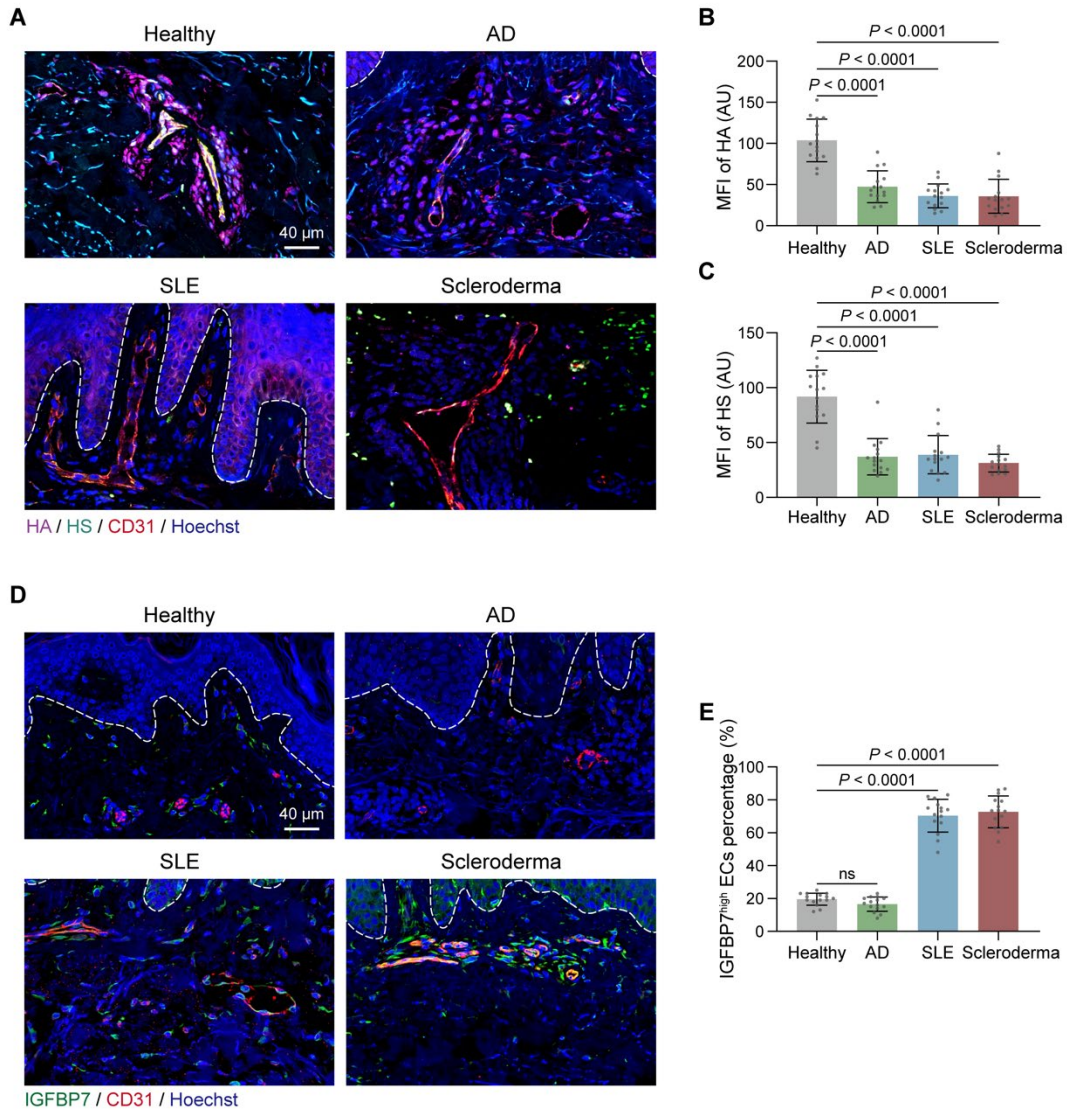 A
Healthy
AD
40 µm
SLE
Scleroderma
HA / HS / CD31 / Hoechst
B
P < 0.0001
P < 0.0001
P < 0.0001
MFI of HA (AU)
200
150
100
50
0
Healthy
AD
SLE
Scleroderma
C
P < 0.0001
P < 0.0001
P < 0.0001
MFI of HS (AU)
150
100
50
0
Healthy
AD
SLE
Scleroderma
D
Healthy
AD
40 µm
SLE
Scleroderma
IGFBP7 / CD31 / Hoechst
E
P < 0.0001
P < 0.0001
ns
IGFBP7high ECs percentage (%)
100
80
60
40
20
0
Healthy
AD
SLE
Scleroderma